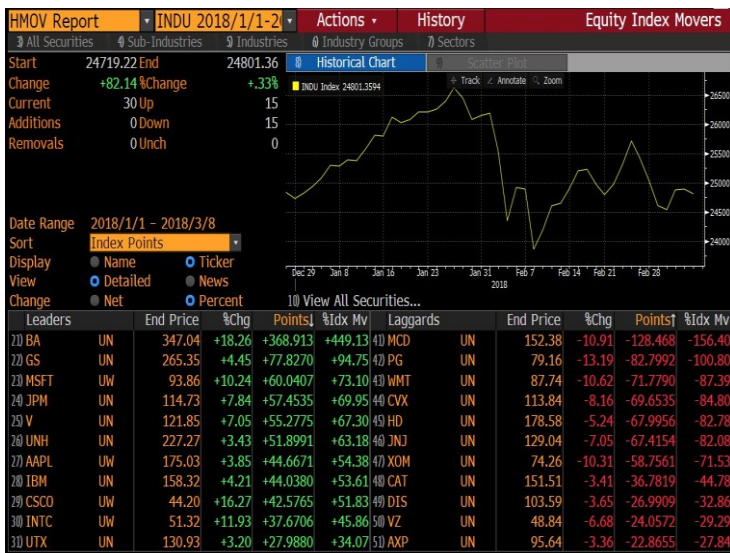 HMOV Report INDU 2018/1/1-2 Actions History Equity Index Movers
3) All Securities 4) Sub-Industries 5) Industries 6) Industry Groups 7) Sectors
Start 24719.22 End 24801.36 8) Historical Chart Scatter Plot
Change +82.14 %Change +.33% Track Annotate Zoom
INDU Index 24801.3594
Current 30 Up 15
Additions 0 Down 15
Removals 0 Unch 0
26500
26000
25500
25000
24500
24000
Date Range 2018/1/1 - 2018/3/8
Sort Index Points
Display Name Ticker
Dec 29 Jan 8 Jan 16 Jan 23 Jan 31 Feb 7 Feb 14 Feb 21 Feb 28
View Detailed News
2018
Change Net Percent 10) View All Securities...
Leaders End Price %Chg Points↓ %Idx Mv Laggards End Price %Chg Points↑ %Idx Mv
21) BA UN 347.04 +18.26 +368.913 +449.13 41) MCD UN 152.38 -10.91 -128.468 -156.40
22) GS UN 265.35 +4.45 +77.8270 +94.75 42) PG UN 79.16 -13.19 -82.7992 -100.80
23) MSFT UW 93.86 +10.24 +60.0407 +73.10 43) WMT UN 87.74 -10.62 -71.7790 -87.39
24) JPM UN 114.73 +7.84 +57.4535 +69.95 44) CVX UN 113.84 -8.16 -69.6535 -84.80
25) V UN 121.85 +7.05 +55.2775 +67.30 45) HD UN 178.58 -5.24 -67.9956 -82.78
26) UNH UN 227.27 +3.43 +51.8991 +63.18 46) JNJ UN 129.04 -7.05 -67.4154 -82.08
27) AAPL UW 175.03 +3.85 +44.6671 +54.38 47) XOM UN 74.26 -10.31 -58.7561 -71.53
28) IBM UN 158.32 +4.21 +44.0380 +53.61 48) CAT UN 151.51 -3.41 -36.7819 -44.78
29) CSCO UW 44.20 +16.27 +42.5765 +51.83 49) DIS UN 103.59 -3.65 -26.9909 -32.86
30) INTC UW 51.32 +11.93 +37.6706 +45.86 50) VZ UN 48.84 -6.68 -24.0572 -29.29
31) UTX UN 130.93 +3.20 +27.9880 +34.07 51) AXP UN 95.64 -3.36 -22.8655 -27.84